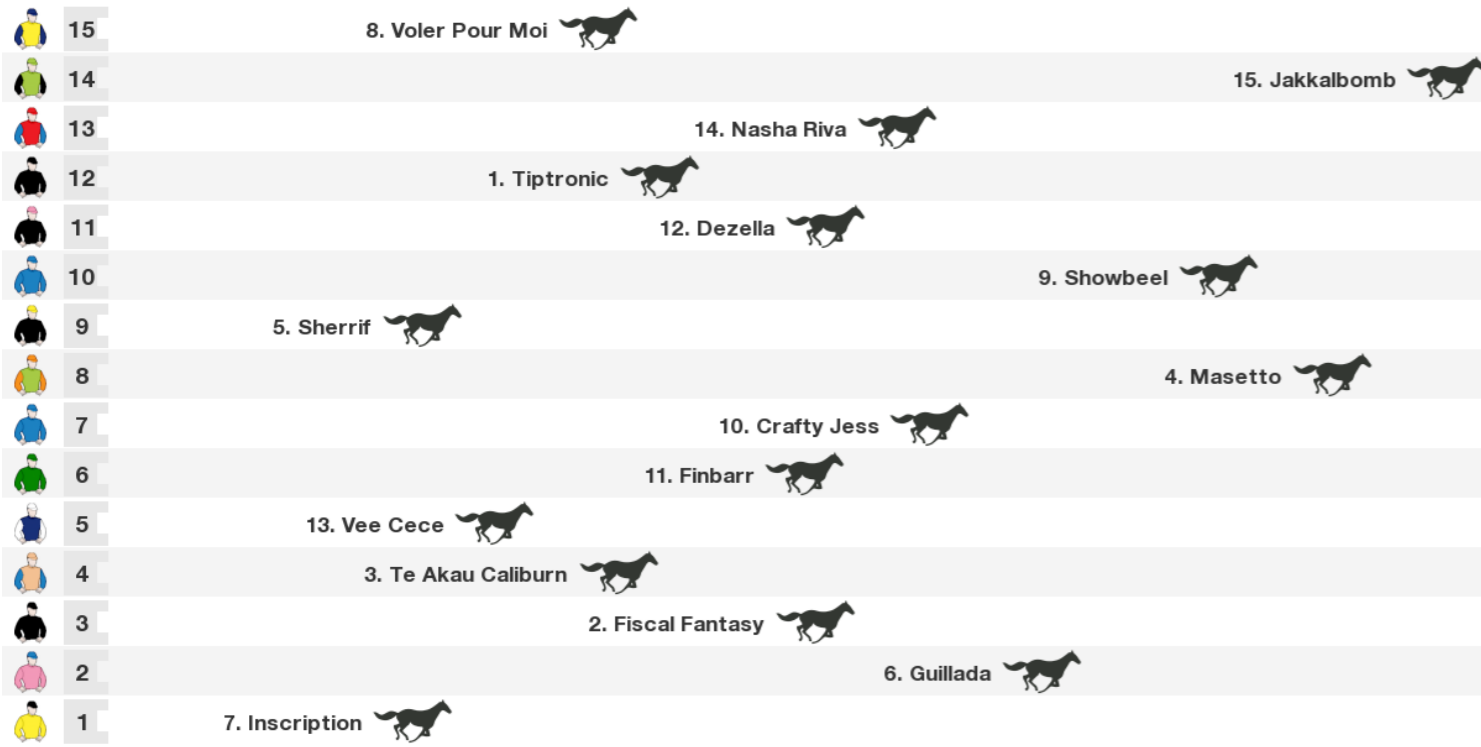 15 8. Voler Pour Moi
14 15. Jakkalbomb
13 14. Nasha Riva
12 1. Tiptronic
11 12. Dezella
10 9. Showbeel
9 5. Sherrif
8 4. Masetto
7 10. Crafty Jess
6 11. Finbarr
5 13. Vee Cece
4 3. Te Akau Caliburn
3 2. Fiscal Fantasy
2 6. Guillada
1 7. Inscription